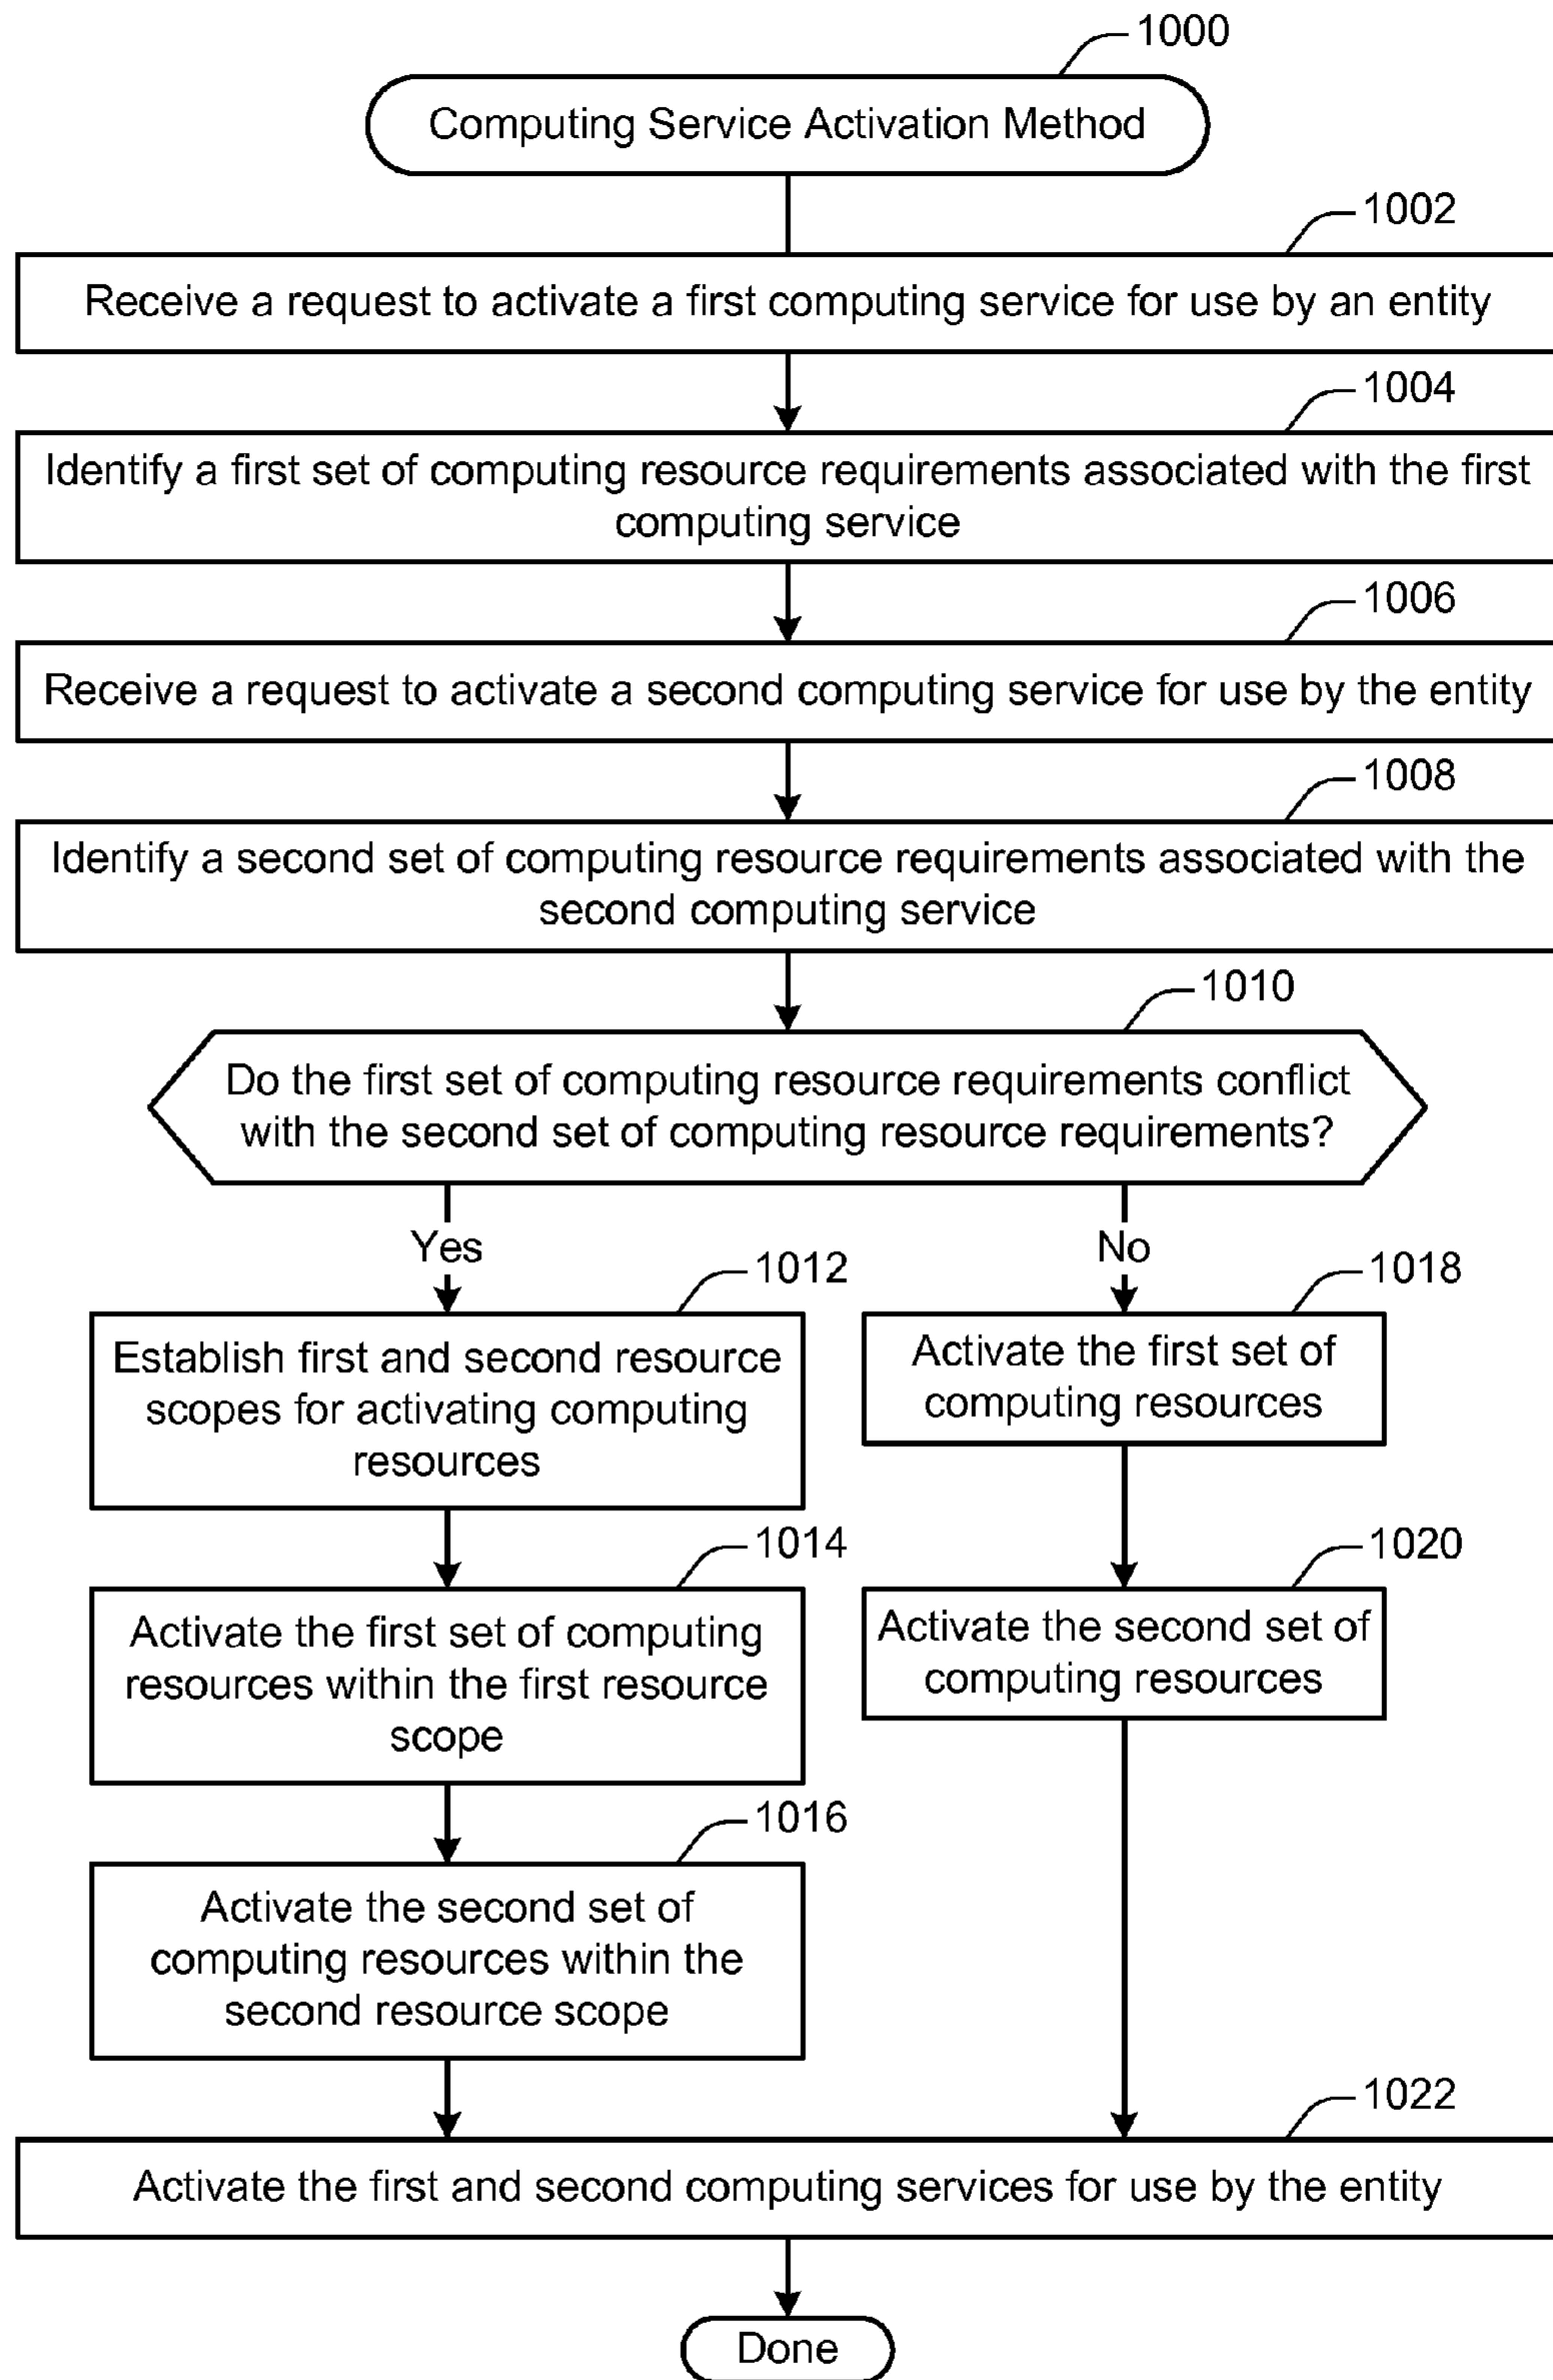 1000
Computing Service Activation Method
1002
Receive a request to activate a first computing service for use by an entity
1004
Identify a first set of computing resource requirements associated with the first
computing service
1006
Receive a request to activate a second computing service for use by the entity
1008
Identify a second set of computing resource requirements associated with the
second computing service
1010
Do the first set of computing resource requirements conflict
with the second set of computing resource requirements?
Yes
1012
Establish first and second resource
scopes for activating computing
resources
1014
Activate the first set of computing
resources within the first resource
scope
1016
Activate the second set of
computing resources within the
second resource scope
No
1018
Activate the first set of
computing resources
1020
Activate the second set of
computing resources
1022
Activate the first and second computing services for use by the entity
Done